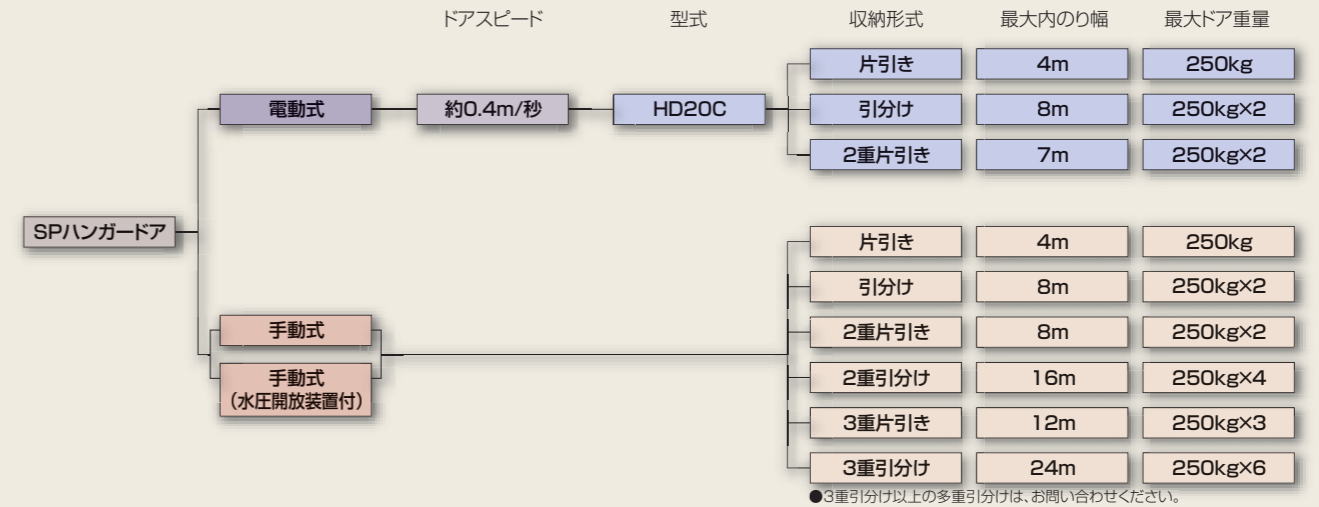 ドアスピード 型式 収納形式 最大内のり幅 最大ドア重量
片引き 4m 250kg
電動式 約0.4m/秒 HD20C 引分け 8m 250kg×2
2重片引き 7m 250kg×2
SPハンガードア
片引き 4m 250kg
引分け 8m 250kg×2
手動式 2重片引き 8m 250kg×2
手動式
（水圧開放装置付）
2重引分け 16m 250kg×4
3重片引き 12m 250kg×3
3重引分け 24m 250kg×6
●3重引分け以上の多重引分けは、お問い合わせください。